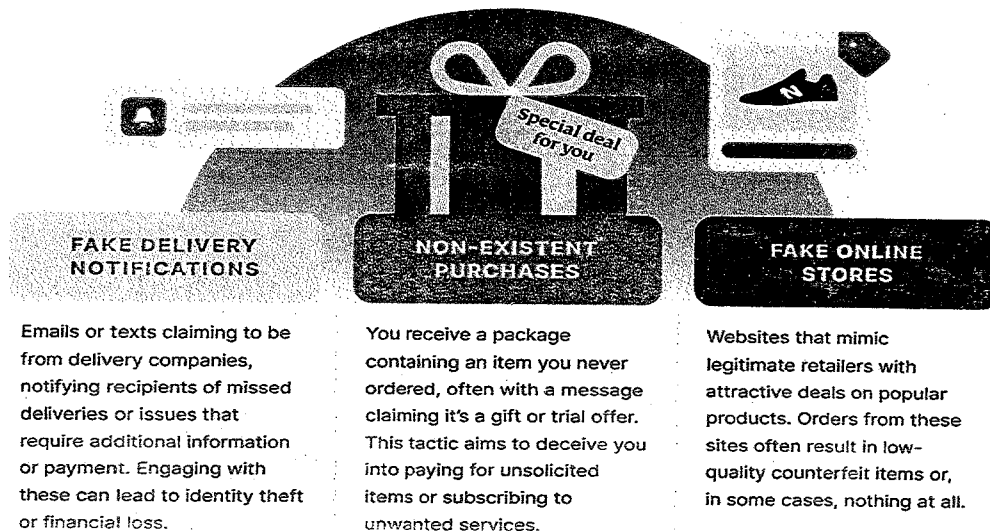 Special deal
for you
N
FAKE DELIVERY
NOTIFICATIONS
Emails or texts claiming to be
from delivery companies,
notifying recipients of missed
deliveries or issues that
require additional information
or payment. Engaging with
these can lead to identity theft
or financial loss.
NON-EXISTENT
PURCHASES
You receive a package
containing an item you never
ordered, often with a message
claiming it's a gift or trial offer.
This tactic aims to deceive you
into paying for unsolicited
items or subscribing to
unwanted services.
FAKE ONLINE
STORES
Websites that mimic
legitimate retailers with
attractive deals on popular
products. Orders from these
sites often result in low-
quality counterfeit items or,
in some cases, nothing at all.